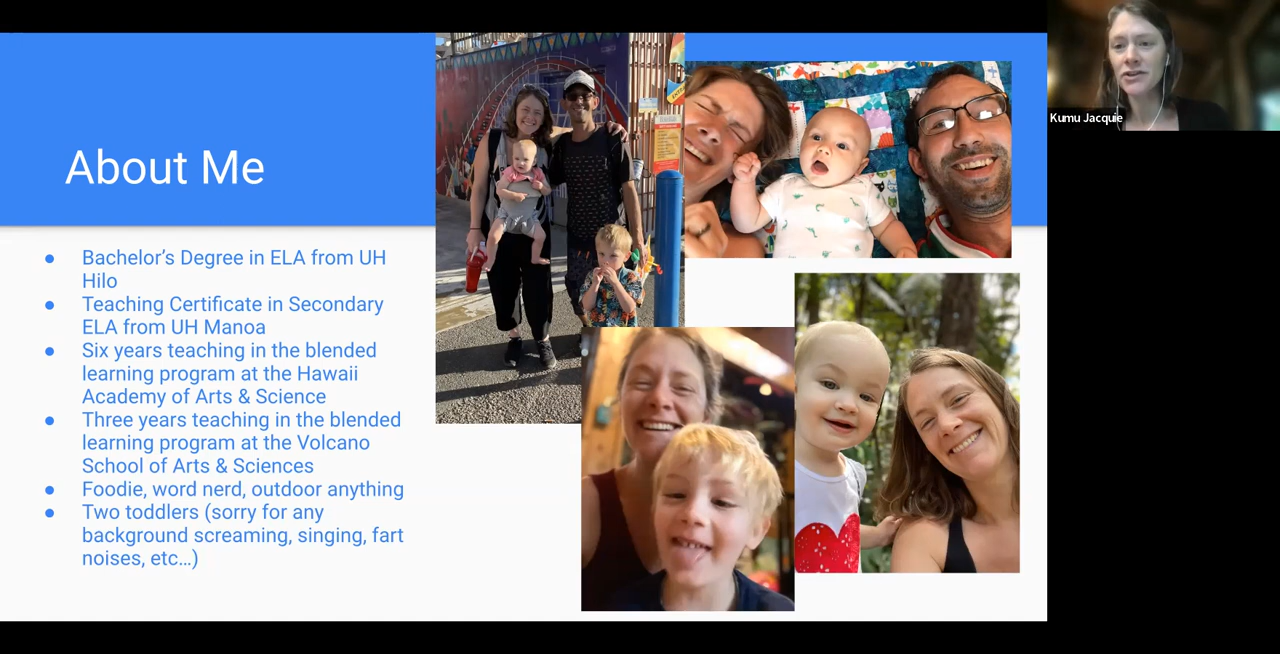 About Me
● Bachelor’s Degree in ELA from UH
Hilo
● Teaching Certificate in Secondary
ELA from UH Manoa
● Six years teaching in the blended
learning program at the Hawaii
Academy of Arts & Science
● Three years teaching in the blended
learning program at the Volcano
School of Arts & Sciences
● Foodie, word nerd, outdoor anything
● Two toddlers (sorry for any
background screaming, singing, fart
noises, etc…)
Kumu Jacquie